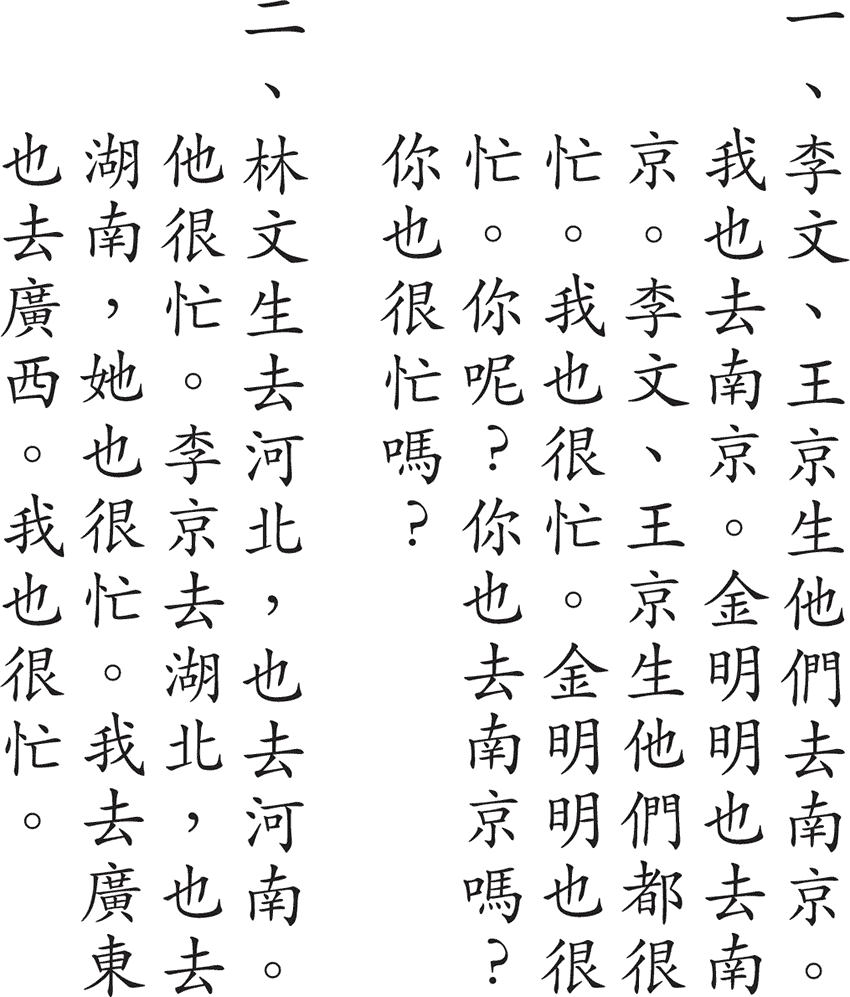 一、李文、王京生他們去南京。
我也去南京。金明明也去南
京。李文、王京生他們都很
忙。我也很忙。金明明也很
忙。你呢?你也去南京嗎?
你也很忙嗎?
二、林文生去河北,也去河南。
他很忙。李京去湖北,也去
湖南,她也很忙。我去廣東
也去廣西。我也很忙。